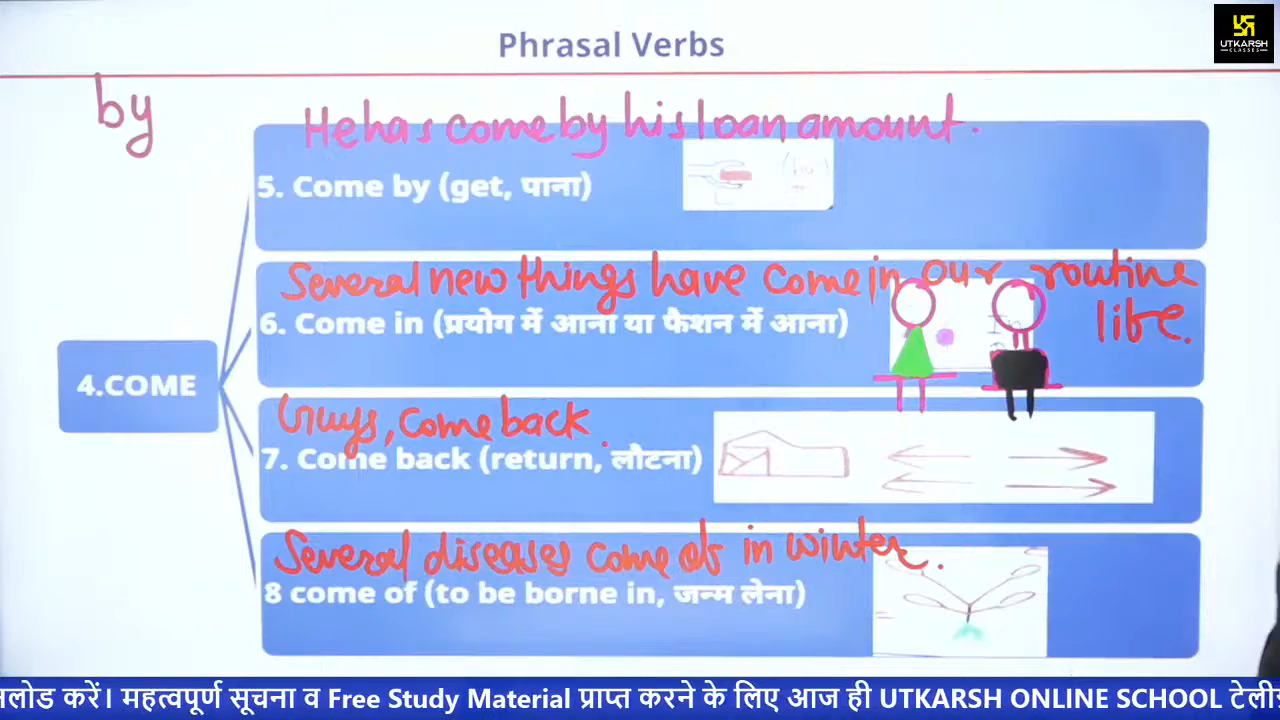 Phrasal Verbs
UTKARSH
CLASSES
by
He has come by his loan amount.
5. Come by (get, पाना)
Several new things have come in our routine
life.
6. Come in (प्रयोग में आना या फैशन में आना)
4.COME
Guys, come back.
7. Come back (return, लौटना)
Several diseases come of in winter.
8 come of (to be borne in, जन्म लेना)
नलोड करें। महत्वपूर्ण सूचना व Free Study Material प्राप्त करने के लिए आज ही UTKARSH ONLINE SCHOOL